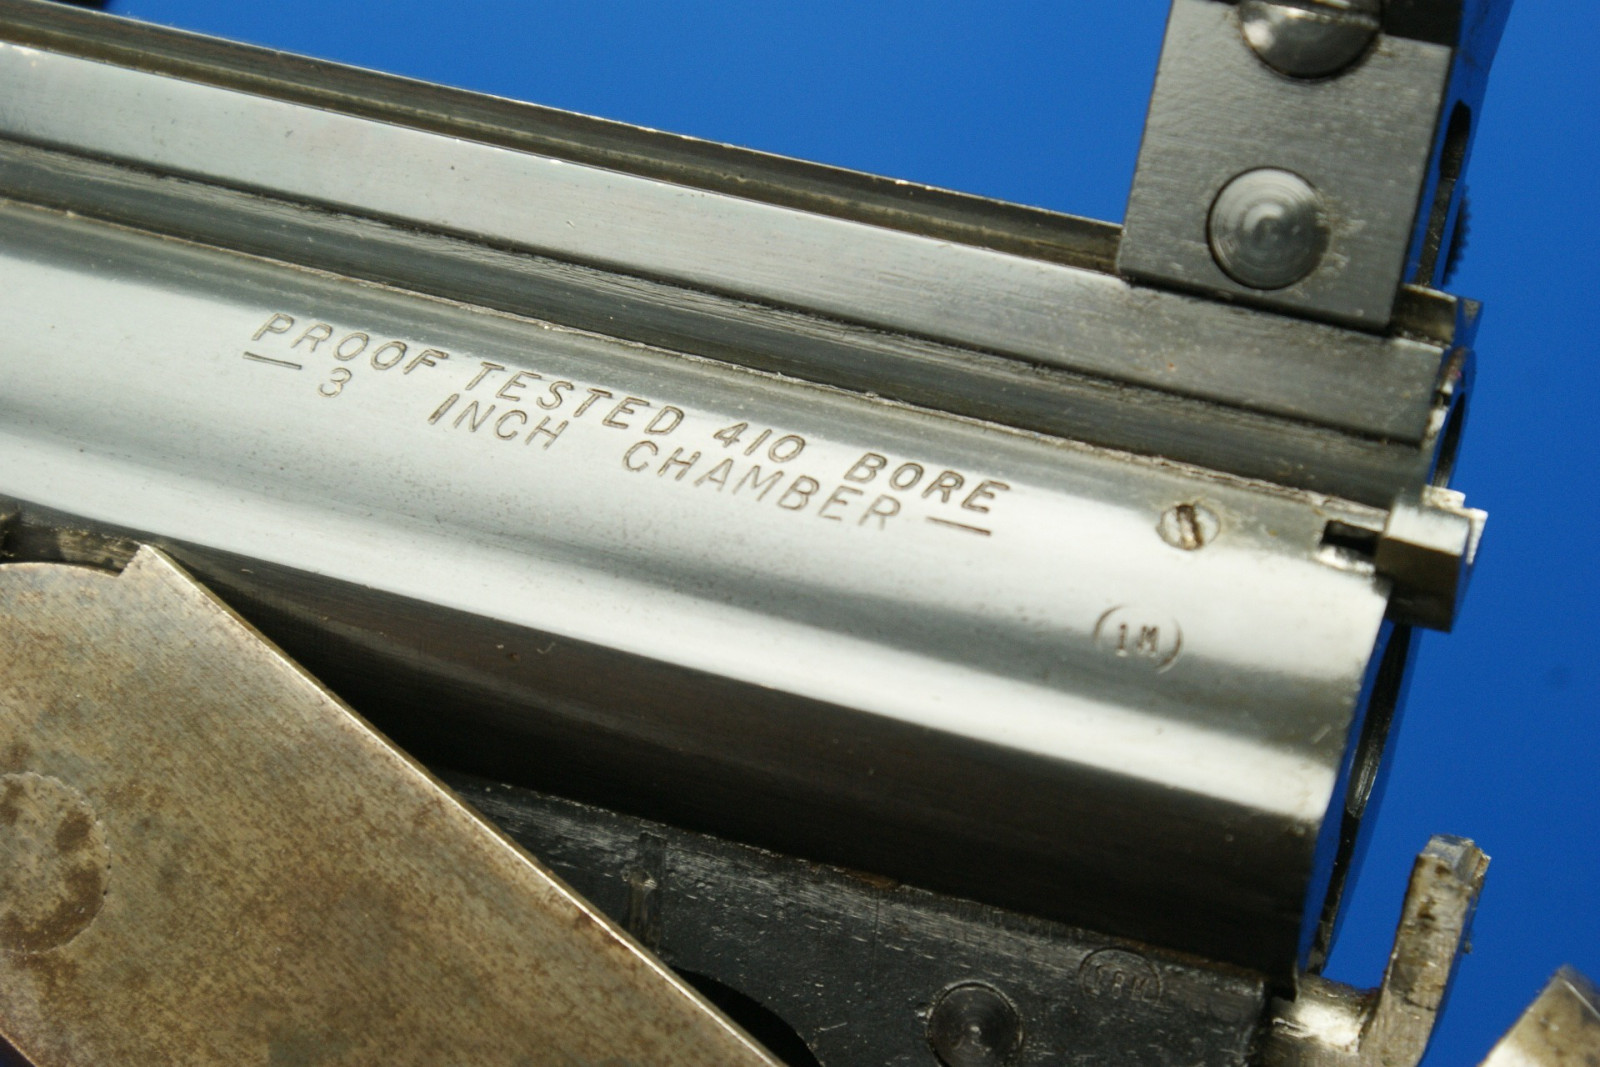 PROOF TESTED 410 BORE
— 3 INCH CHAMBER —
(1M)